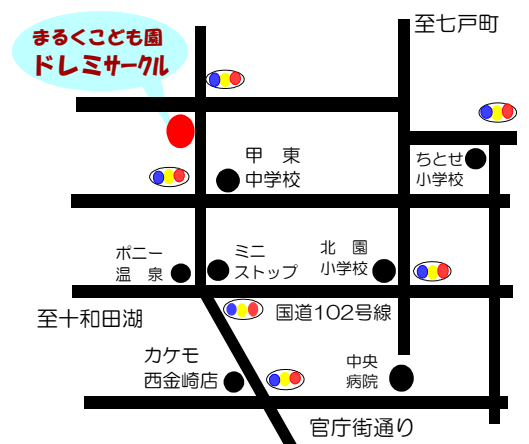 まるくこども園
ドレミサークル
至七戸町
甲　東
中学校
ちとせ
小学校
ポニー
温　泉
ミニ
ストップ
北　園
小学校
至十和田湖
国道102号線
カケモ
西金崎店
中央
病院
官庁街通り